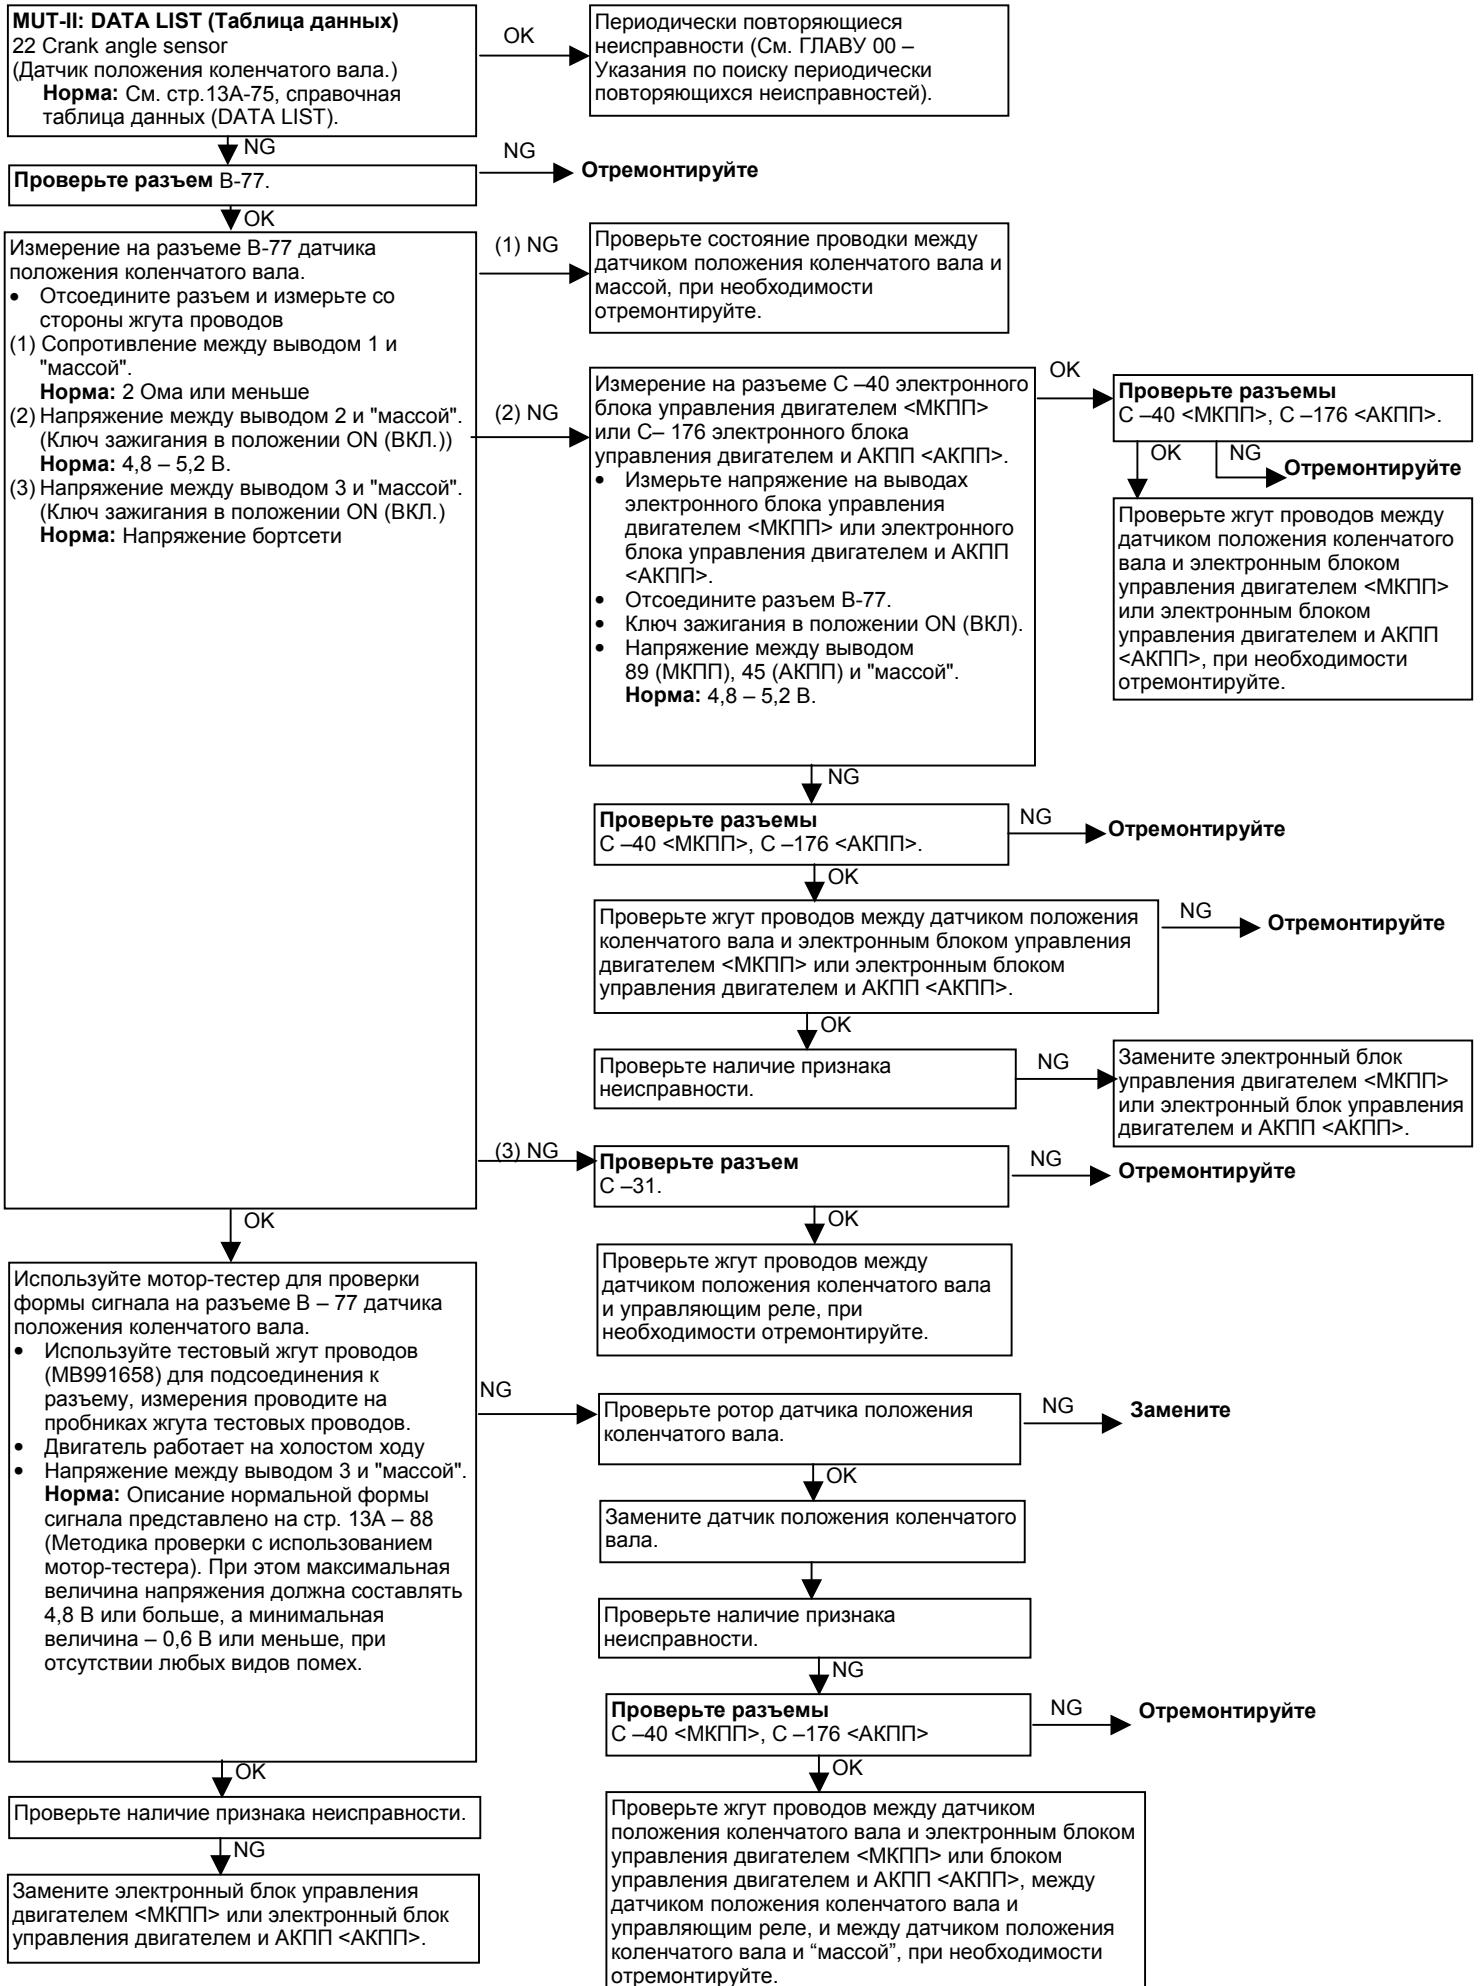 MUT-II: DATA LIST (Таблица данных)
22 Crank angle sensor
(Датчик положения коленчатого вала.)
Норма: См. стр.13A-75, справочная
таблица данных (DATA LIST).
OK
Периодически повторяющиеся
неисправности (См. ГЛАВУ 00 –
Указания по поиску периодически
повторяющихся неисправностей).
NG
Проверьте разъем B-77.
NG
Отремонтируйте
OK
Измерение на разъеме B-77 датчика
положения коленчатого вала.
• Отсоедините разъем и измерьте со
стороны жгута проводов
(1) Сопротивление между выводом 1 и
"массой".
Норма: 2 Ома или меньше
(2) Напряжение между выводом 2 и "массой".
(Ключ зажигания в положении ON (ВКЛ.))
Норма: 4,8 – 5,2 В.
(3) Напряжение между выводом 3 и "массой".
(Ключ зажигания в положении ON (ВКЛ.)
Норма: Напряжение бортсети
(1) NG
Проверьте состояние проводки между
датчиком положения коленчатого вала и
массой, при необходимости
отремонтируйте.
(2) NG
Измерение на разъеме C –40 электронного
блока управления двигателем <МКПП>
или C– 176 электронного блока
управления двигателем и АКПП <АКПП>.
• Измерьте напряжение на выводах
электронного блока управления
двигателем <МКПП> или электронного
блока управления двигателем и АКПП
<АКПП>.
• Отсоедините разъем B-77.
• Ключ зажигания в положении ON (ВКЛ).
• Напряжение между выводом
89 (МКПП), 45 (АКПП) и "массой".
Норма: 4,8 – 5,2 В.
OK
Проверьте разъемы
C –40 <МКПП>, C –176 <АКПП>.
OK
NG
Отремонтируйте
Проверьте жгут проводов между
датчиком положения коленчатого
вала и электронным блоком
управления двигателем <МКПП>
или электронным блоком
управления двигателем и АКПП
<АКПП>, при необходимости
отремонтируйте.
NG
Проверьте разъемы
C –40 <МКПП>, C –176 <АКПП>.
NG
Отремонтируйте
OK
Проверьте жгут проводов между датчиком положения
коленчатого вала и электронным блоком управления
двигателем <МКПП> или электронным блоком
управления двигателем и АКПП <АКПП>.
NG
Отремонтируйте
OK
Проверьте наличие признака
неисправности.
NG
Замените электронный блок
управления двигателем <МКПП>
или электронный блок управления
двигателем и АКПП <АКПП>.
(3) NG
Проверьте разъем
C –31.
NG
Отремонтируйте
OK
Проверьте жгут проводов между
датчиком положения коленчатого вала
и управляющим реле, при
необходимости отремонтируйте.
OK
Используйте мотор-тестер для проверки
формы сигнала на разъеме B – 77 датчика
положения коленчатого вала.
• Используйте тестовый жгут проводов
(MB991658) для подсоединения к
разъему, измерения проводите на
пробниках жгута тестовых проводов.
• Двигатель работает на холостом ходу
• Напряжение между выводом 3 и "массой".
Норма: Описание нормальной формы
сигнала представлено на стр. 13A – 88
(Методика проверки с использованием
мотор-тестера). При этом максимальная
величина напряжения должна составлять
4,8 В или больше, а минимальная
величина – 0,6 В или меньше, при
отсутствии любых видов помех.
NG
Проверьте ротор датчика положения
коленчатого вала.
NG
Замените
OK
Замените датчик положения коленчатого
вала.
Проверьте наличие признака
неисправности.
NG
Проверьте разъемы
C –40 <МКПП>, C –176 <АКПП>
NG
Отремонтируйте
OK
Проверьте жгут проводов между датчиком
положения коленчатого вала и электронным блоком
управления двигателем <МКПП> или блоком
управления двигателем и АКПП <АКПП>, между
датчиком положения коленчатого вала и
управляющим реле, и между датчиком положения
коленчатого вала и “массой”, при необходимости
отремонтируйте.
OK
Проверьте наличие признака неисправности.
NG
Замените электронный блок управления
двигателем <МКПП> или электронный блок
управления двигателем и АКПП <АКПП>.